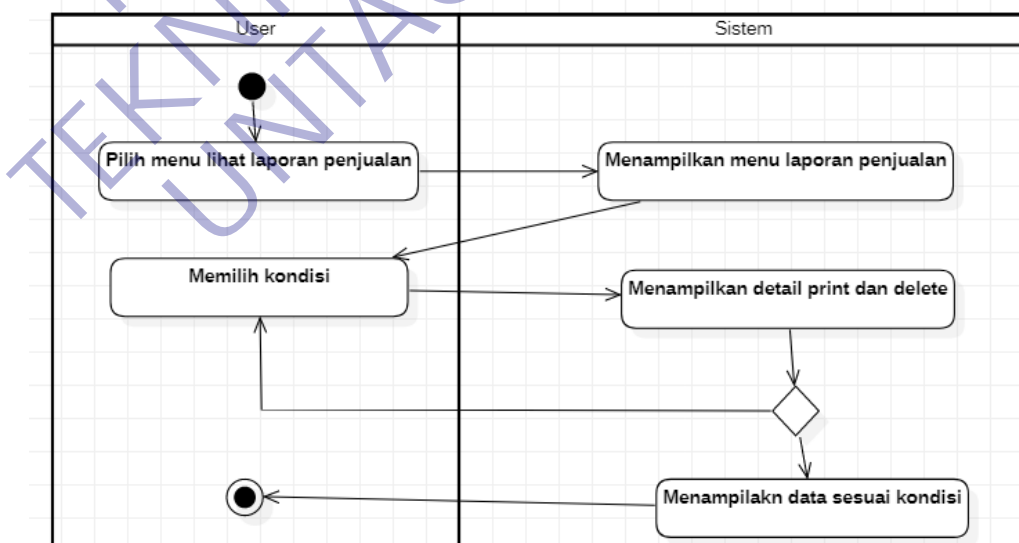 User
Sistem
Pilih menu lihat laporan penjualan
Menampilkan menu laporan penjualan
Memilih kondisi
Menampilkan detail print dan delete
Menampilakn data sesuai kondisi
UNTA